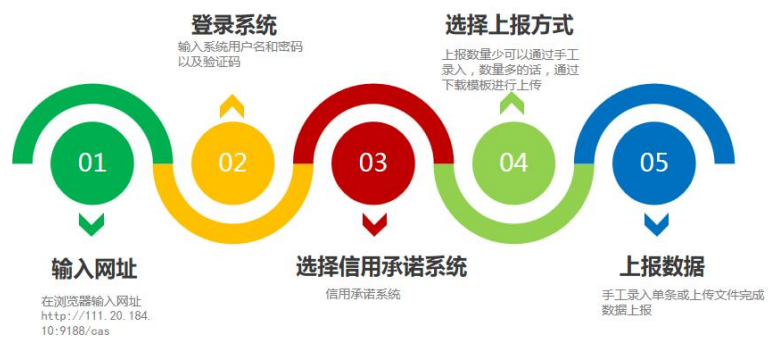 登录系统
输入系统用户名和密码
以及验证码
选择上报方式
上报数量少可以通过手工
录入，数量多的话，通过
下载模板进行上传
01
02
03
04
05
输入网址
在浏览器输入网址
http://111.20.184.
10:9188/cas
选择信用承诺系统
信用承诺系统
上报数据
手工录入单条或上传文件完成
数据上报